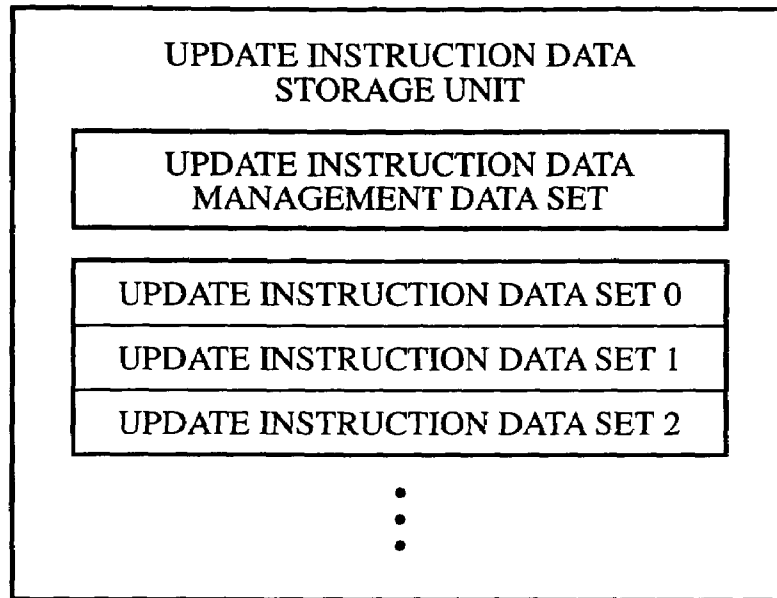 UPDATE INSTRUCTION DATA
STORAGE UNIT
UPDATE INSTRUCTION DATA
MANAGEMENT DATA SET
UPDATE INSTRUCTION DATA SET 0
UPDATE INSTRUCTION DATA SET 1
UPDATE INSTRUCTION DATA SET 2